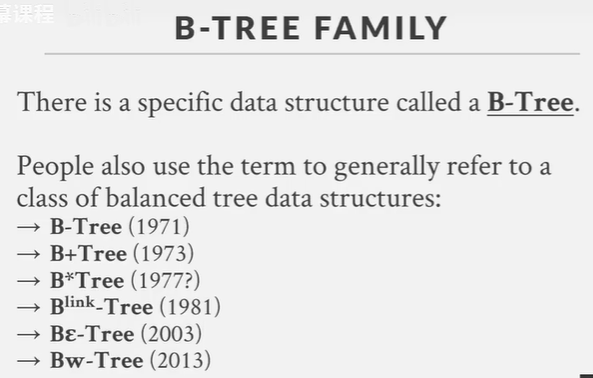 慕课程
B-TREE FAMILY
There is a specific data structure called a B-Tree.
People also use the term to generally refer to a
class of balanced tree data structures:
→ B-Tree (1971)
→ B+Tree (1973)
→ B*Tree (1977?)
→ Blink-Tree (1981)
→ Bε-Tree (2003)
→ Bw-Tree (2013)